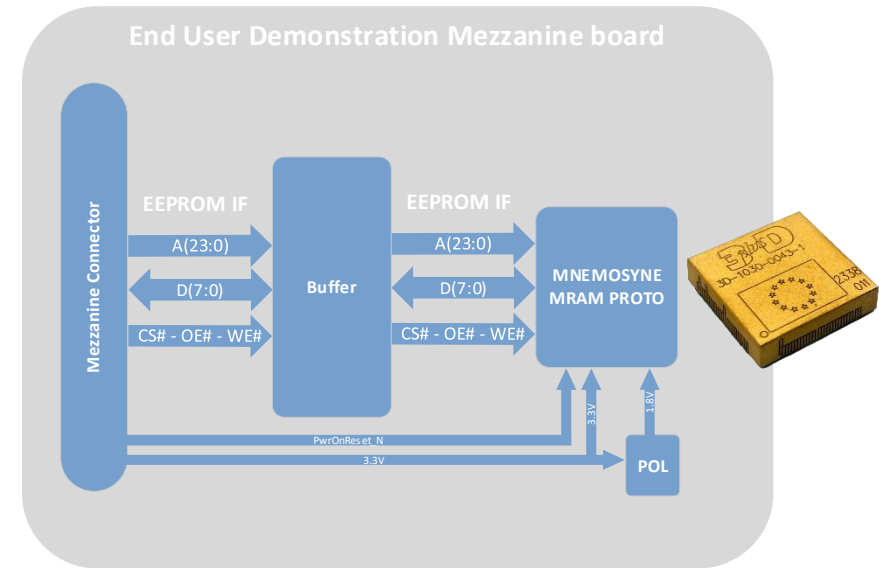 End User Demonstration Mezzanine board
Mezzanine Connector
EEPROM IF
A(23:0)
D(7:0)
CS# - OE# - WE#
Buffer
EEPROM IF
A(23:0)
D(7:0)
CS# - OE# - WE#
MNEMOSYNE
MRAM PROTO
PwrOnReset_N
3.3V
3.3V
1.8V
POL
3D PLUS
3D-1030-0043-1
2338
011